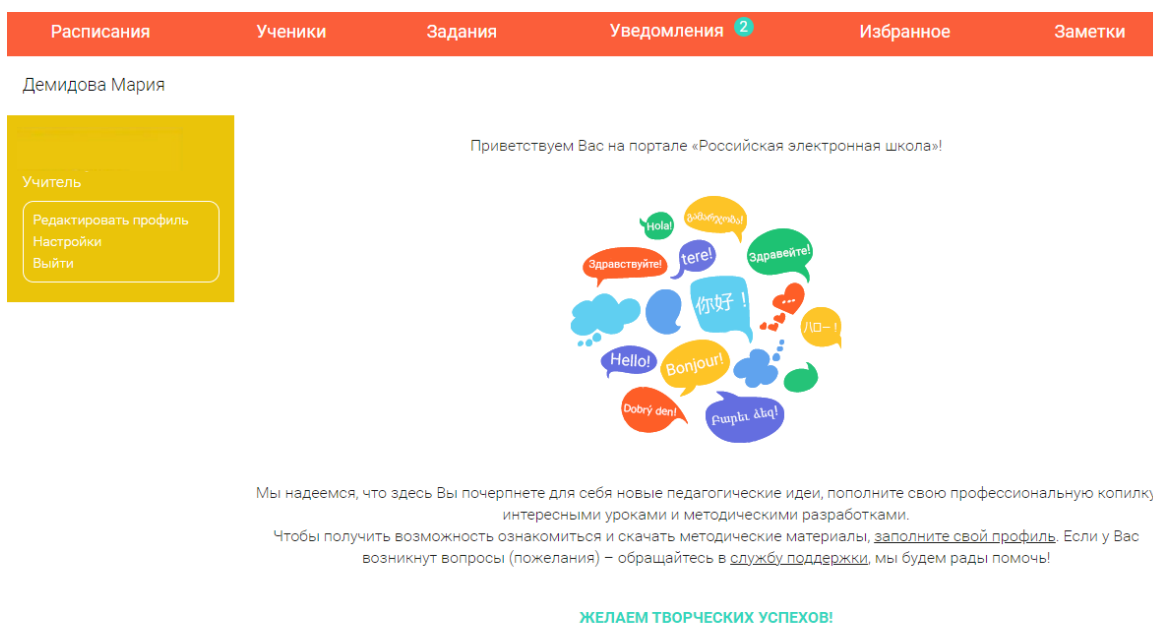 Расписания Ученики Задания Уведомления 2 Избранное Заметки
Демидова Мария
Учитель
Редактировать профиль
Настройки
Выйти
Приветствуем Вас на портале «Российская электронная школа»!
Hola!
გამარჯობა!
Здравствуйте!
tere!
Здравейте!
你好！
...
ハロー！
Hello!
Bonjour!
Dobrý den!
Բարեւ ձեզ!
Мы надеемся, что здесь Вы почерпнете для себя новые педагогические идеи, пополните свою профессиональную копилку
интересными уроками и методическими разработками.
Чтобы получить возможность ознакомиться и скачать методические материалы, заполните свой профиль. Если у Вас
возникнут вопросы (пожелания) – обращайтесь в службу поддержки, мы будем рады помочь!
ЖЕЛАЕМ ТВОРЧЕСКИХ УСПЕХОВ!